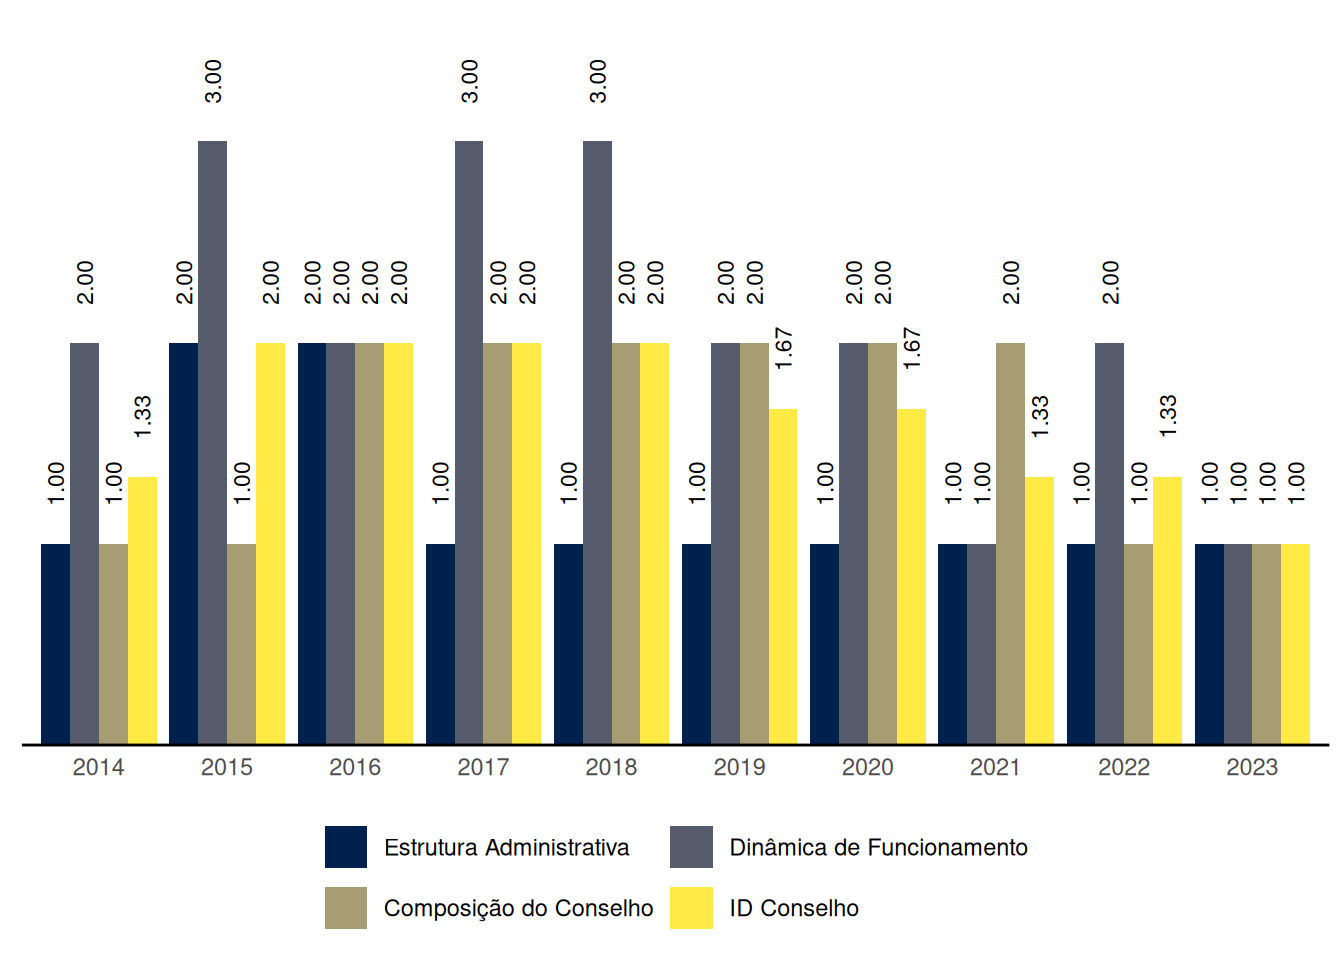 3.00 3.00 3.00
2.00 2.00 2.00 2.00 2.00 2.00 2.00 2.00 2.00 2.00 2.00 2.00 2.00 2.00 2.00 2.00 2.00
1.33 1.67 1.67 1.33 1.33
1.00 1.00 1.00 1.00 1.00 1.00 1.00 1.00 1.00 1.00 1.00 1.00 1.00 1.00 1.00
2014 2015 2016 2017 2018 2019 2020 2021 2022 2023
Estrutura Administrativa Dinâmica de Funcionamento
Composição do Conselho ID Conselho